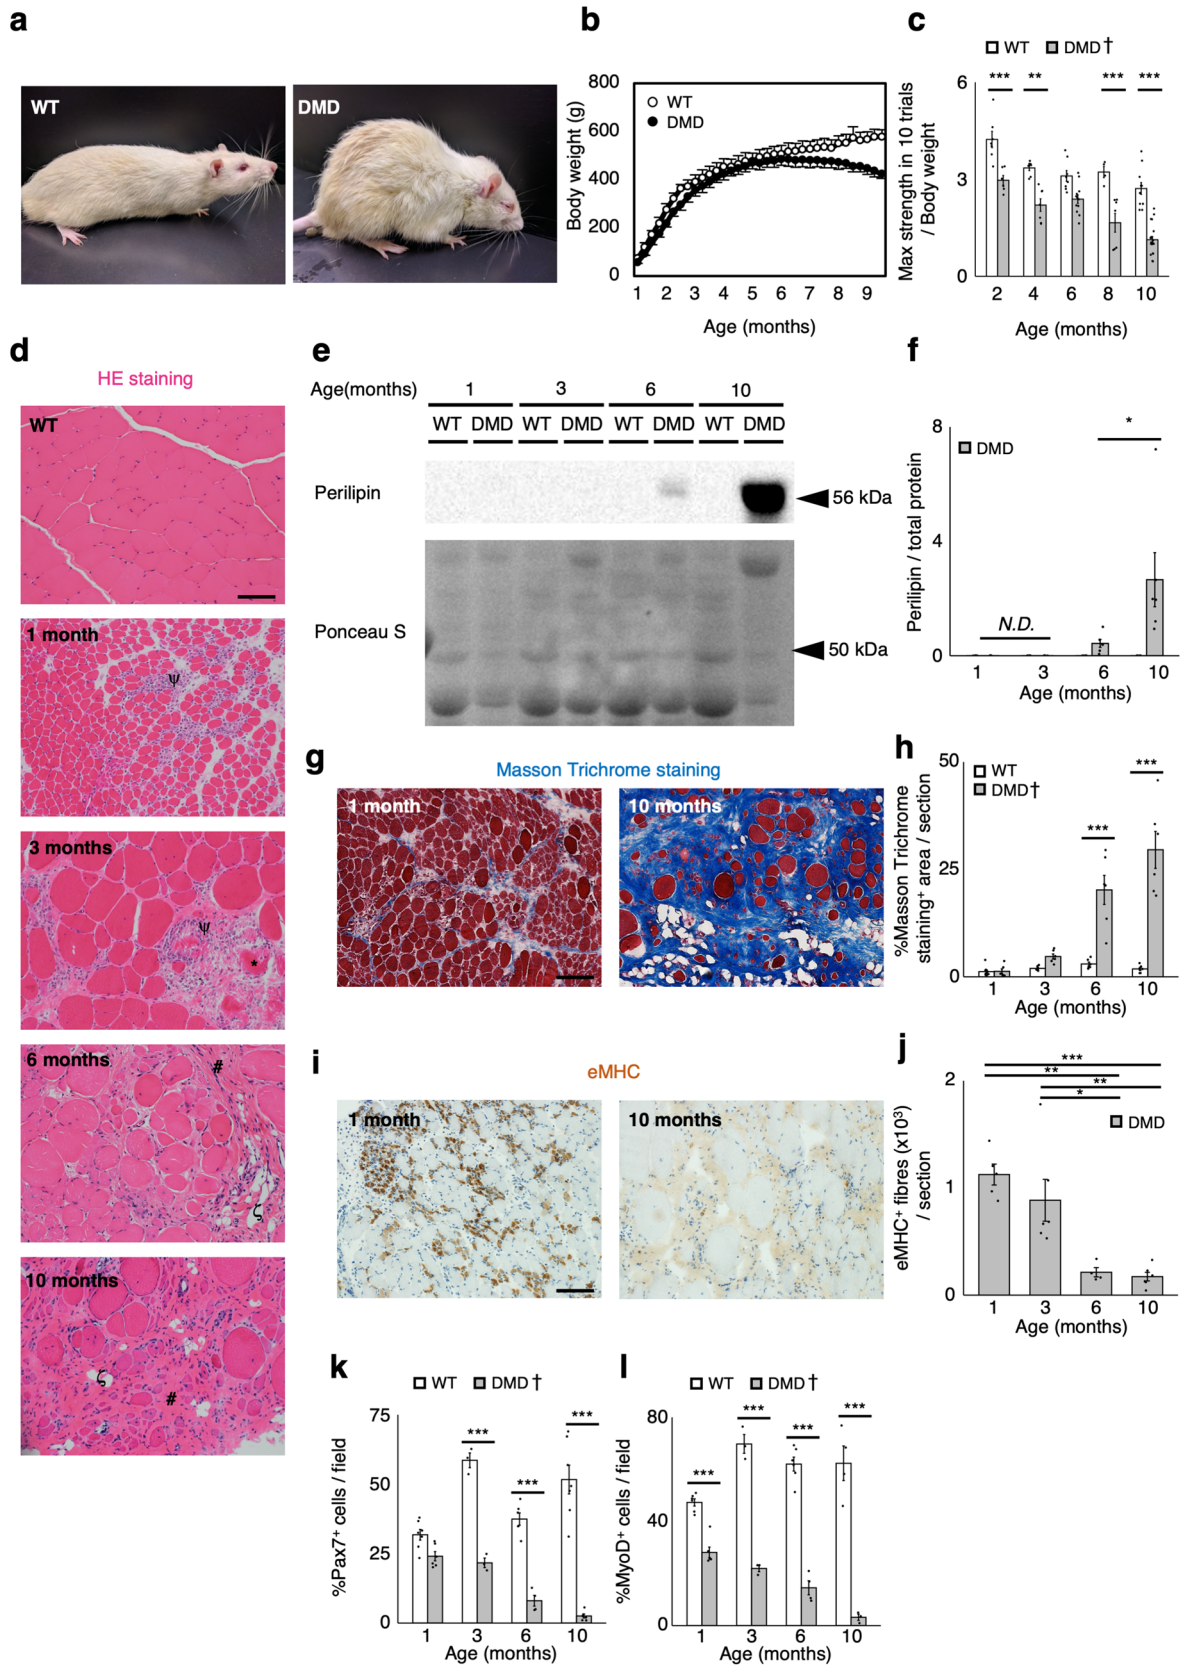 a
WT
DMD
b
800
600
400
200
0
Body weight (g)
WT
DMD
1 2 3 4 5 6 7 8 9
Age (months)
c
WT DMD†
*** ** *** ***
6
3
0
Max strength in 10 trials
/ Body weight
2 4 6 8 10
Age (months)
d
HE staining
WT
1 month
ψ
3 months
ψ
*
6 months
#
ζ
10 months
ζ
#
e
Age(months) 1 3 6 10
WT DMD WT DMD WT DMD WT DMD
Perilipin
56 kDa
Ponceau S
50 kDa
f
8
4
0
Perilipin / total protein
DMD
*
N.D.
1 3 6 10
Age (months)
g
Masson Trichrome staining
1 month
10 months
h
50
25
0
%Masson Trichrome
staining⁺ area / section
WT
DMD†
***
***
1 3 6 10
Age (months)
i
eMHC
1 month
10 months
j
***
**
**
*
2
1
0
eMHC⁺ fibres (x10³)
/ section
DMD
1 3 6 10
Age (months)
k
WT DMD †
75
50
25
0
%Pax7⁺ cells / field
*** *** ***
1 3 6 10
Age (months)
l
WT DMD†
80
40
0
%MyoD⁺ cells / field
*** *** *** ***
1 3 6 10
Age (months)